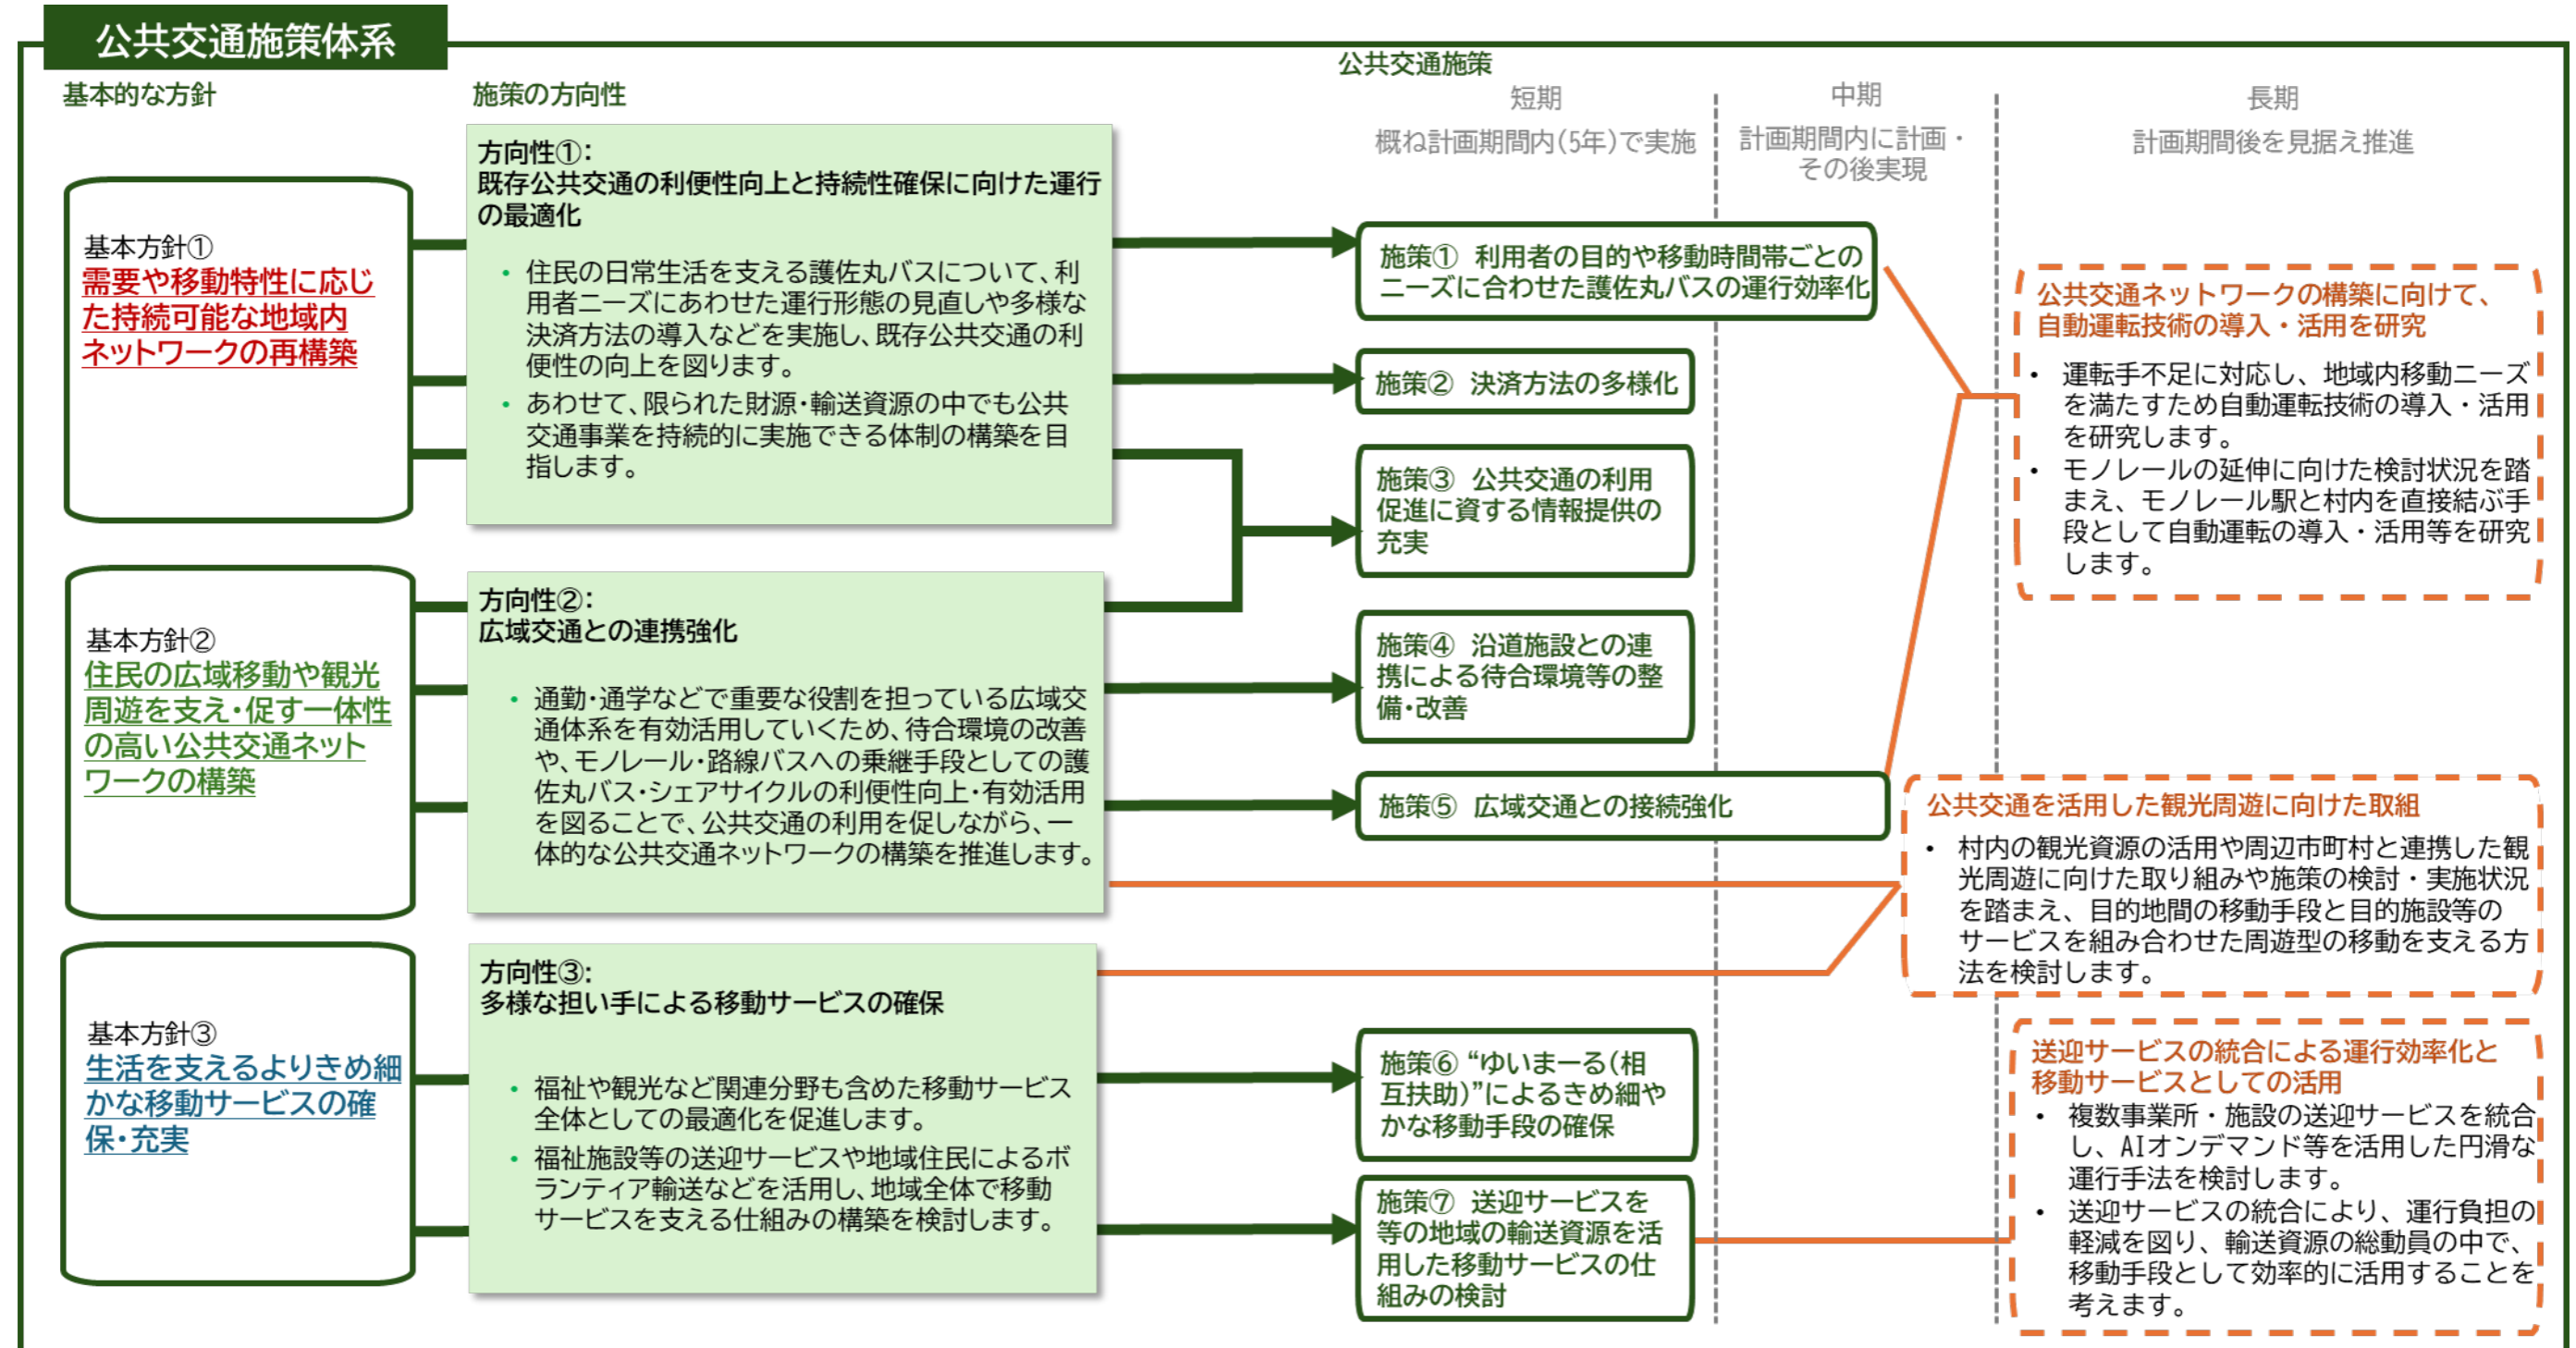 公共交通施策体系
基本的な方針
施策の方向性
公共交通施策
短期
概ね計画期間内(5年)で実施
中期
計画期間内に計画・
その後実現
長期
計画期間後を見据え推進
基本方針①
需要や移動特性に応じ
た持続可能な地域内
ネットワークの再構築
方向性①:
既存公共交通の利便性向上と持続性確保に向けた運行
の最適化
• 住民の日常生活を支える護佐丸バスについて、利
用者ニーズにあわせた運行形態の見直しや多様な
決済方法の導入などを実施し、既存公共交通の利
便性の向上を図ります。
• あわせて、限られた財源・輸送資源の中でも公共
交通事業を持続的に実施できる体制の構築を目
指します。
施策① 利用者の目的や移動時間帯ごとの
ニーズに合わせた護佐丸バスの運行効率化
施策② 決済方法の多様化
施策③ 公共交通の利用
促進に資する情報提供の
充実
公共交通ネットワークの構築に向けて、
自動運転技術の導入・活用を研究
• 運転手不足に対応し、地域内移動ニーズ
を満たすため自動運転技術の導入・活用
を研究します。
• モノレールの延伸に向けた検討状況を踏
まえ、モノレール駅と村内を直接結ぶ手
段として自動運転の導入・活用等を研究
します。
基本方針②
住民の広域移動や観光
周遊を支え・促す一体性
の高い公共交通ネット
ワークの構築
方向性②:
広域交通との連携強化
• 通勤・通学などで重要な役割を担っている広域交
通体系を有効活用していくため、待合環境の改善
や、モノレール・路線バスへの乗継手段としての護
佐丸バス・シェアサイクルの利便性向上・有効活用
を図ることで、公共交通の利用を促しながら、一
体的な公共交通ネットワークの構築を推進します。
施策④ 沿道施設との連
携による待合環境等の整
備・改善
施策⑤ 広域交通との接続強化
公共交通を活用した観光周遊に向けた取組
• 村内の観光資源の活用や周辺市町村と連携した観
光周遊に向けた取り組みや施策の検討・実施状況
を踏まえ、目的地間の移動手段と目的施設等の
サービスを組み合わせた周遊型の移動を支える方
法を検討します。
基本方針③
生活を支えるよりきめ細
かな移動サービスの確
保・充実
方向性③:
多様な担い手による移動サービスの確保
• 福祉や観光など関連分野も含めた移動サービス
全体としての最適化を促進します。
• 福祉施設等の送迎サービスや地域住民によるボ
ランティア輸送などを活用し、地域全体で移動
サービスを支える仕組みの構築を検討します。
施策⑥ “ゆいまーる(相
互扶助)”によるきめ細や
かな移動手段の確保
施策⑦ 送迎サービスを
等の地域の輸送資源を活
用した移動サービスの仕
組みの検討
送迎サービスの統合による運行効率化と
移動サービスとしての活用
• 複数事業所・施設の送迎サービスを統合
し、AIオンデマンド等を活用した円滑な
運行手法を検討します。
• 送迎サービスの統合により、運行負担の
軽減を図り、輸送資源の総動員の中で、
移動手段として効率的に活用することを
考えます。